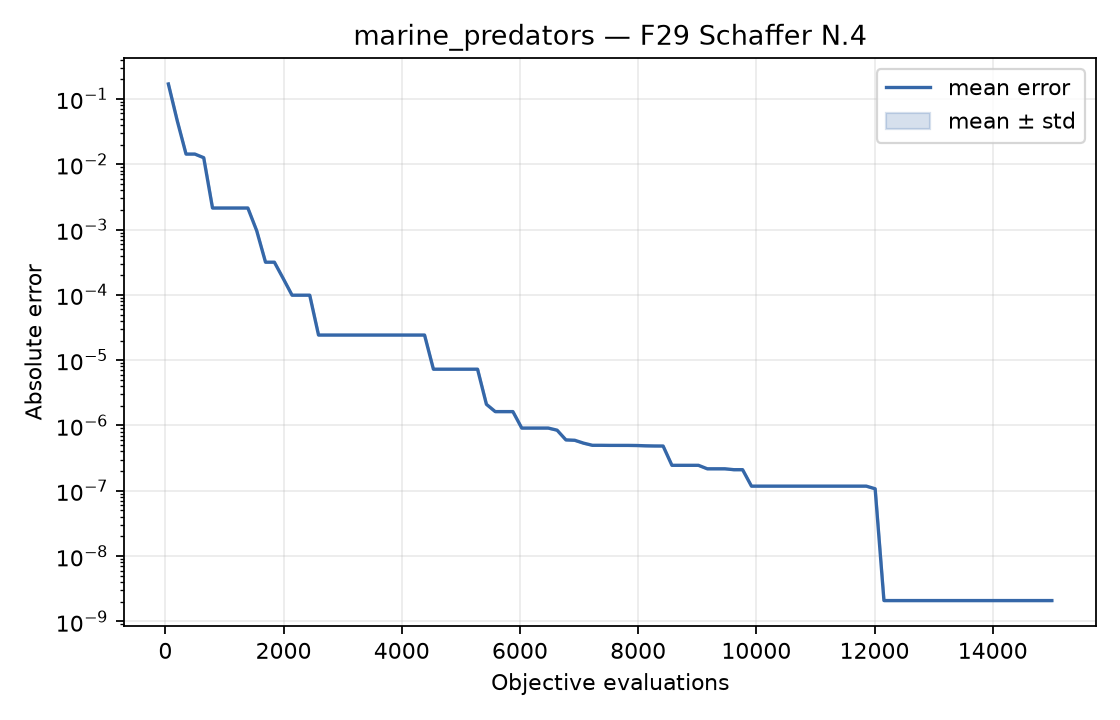 marine_predators — F29 Schaffer N.4
mean error
mean ± std
Absolute error
10⁻¹
10⁻²
10⁻³
10⁻⁴
10⁻⁵
10⁻⁶
10⁻⁷
10⁻⁸
10⁻⁹
0 2000 4000 6000 8000 10000 12000 14000
Objective evaluations